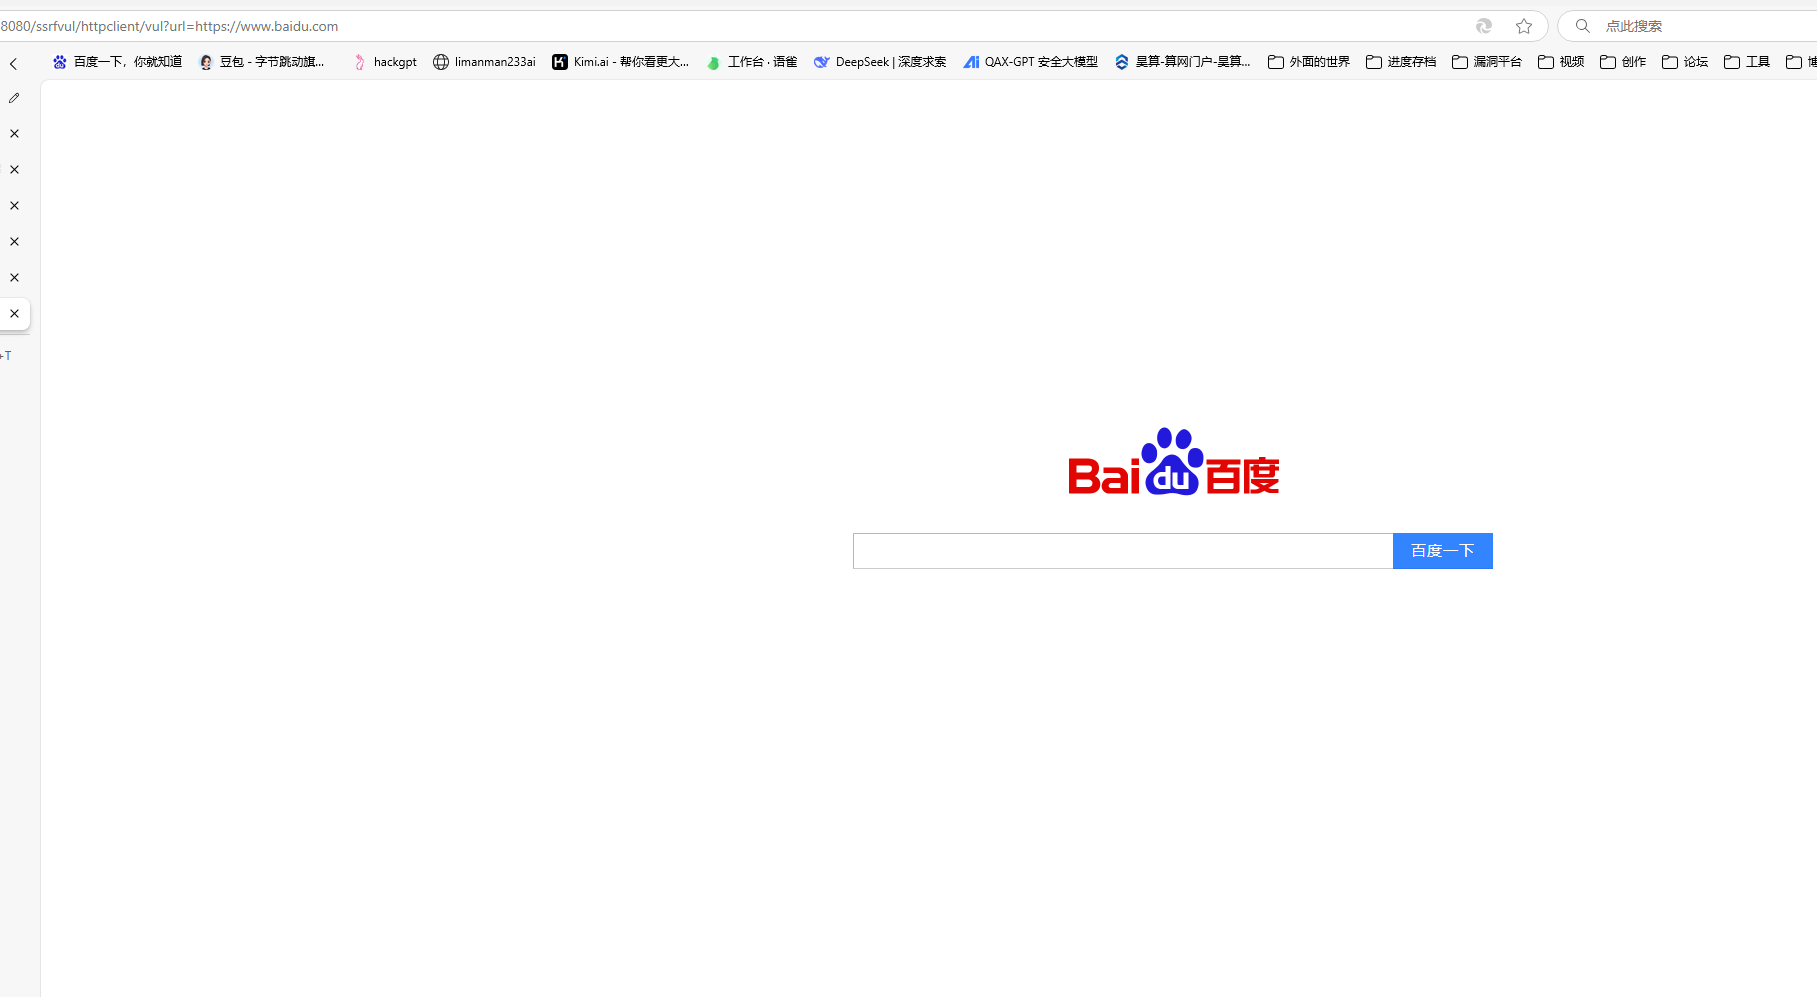 8080/ssrfvul/httpclient/vul?url=https://www.baidu.com
点此搜索
百度一下，你就知道
豆包 - 字节跳动旗...
hackgpt
limanman233ai
Kimi.ai - 帮你看更大...
工作台 · 语雀
DeepSeek | 深度求索
QAX-GPT 安全大模型
昊算-算网门户-昊算...
外面的世界
进度存档
漏洞平台
视频
创作
论坛
工具
+T
Bai du 百度
百度一下